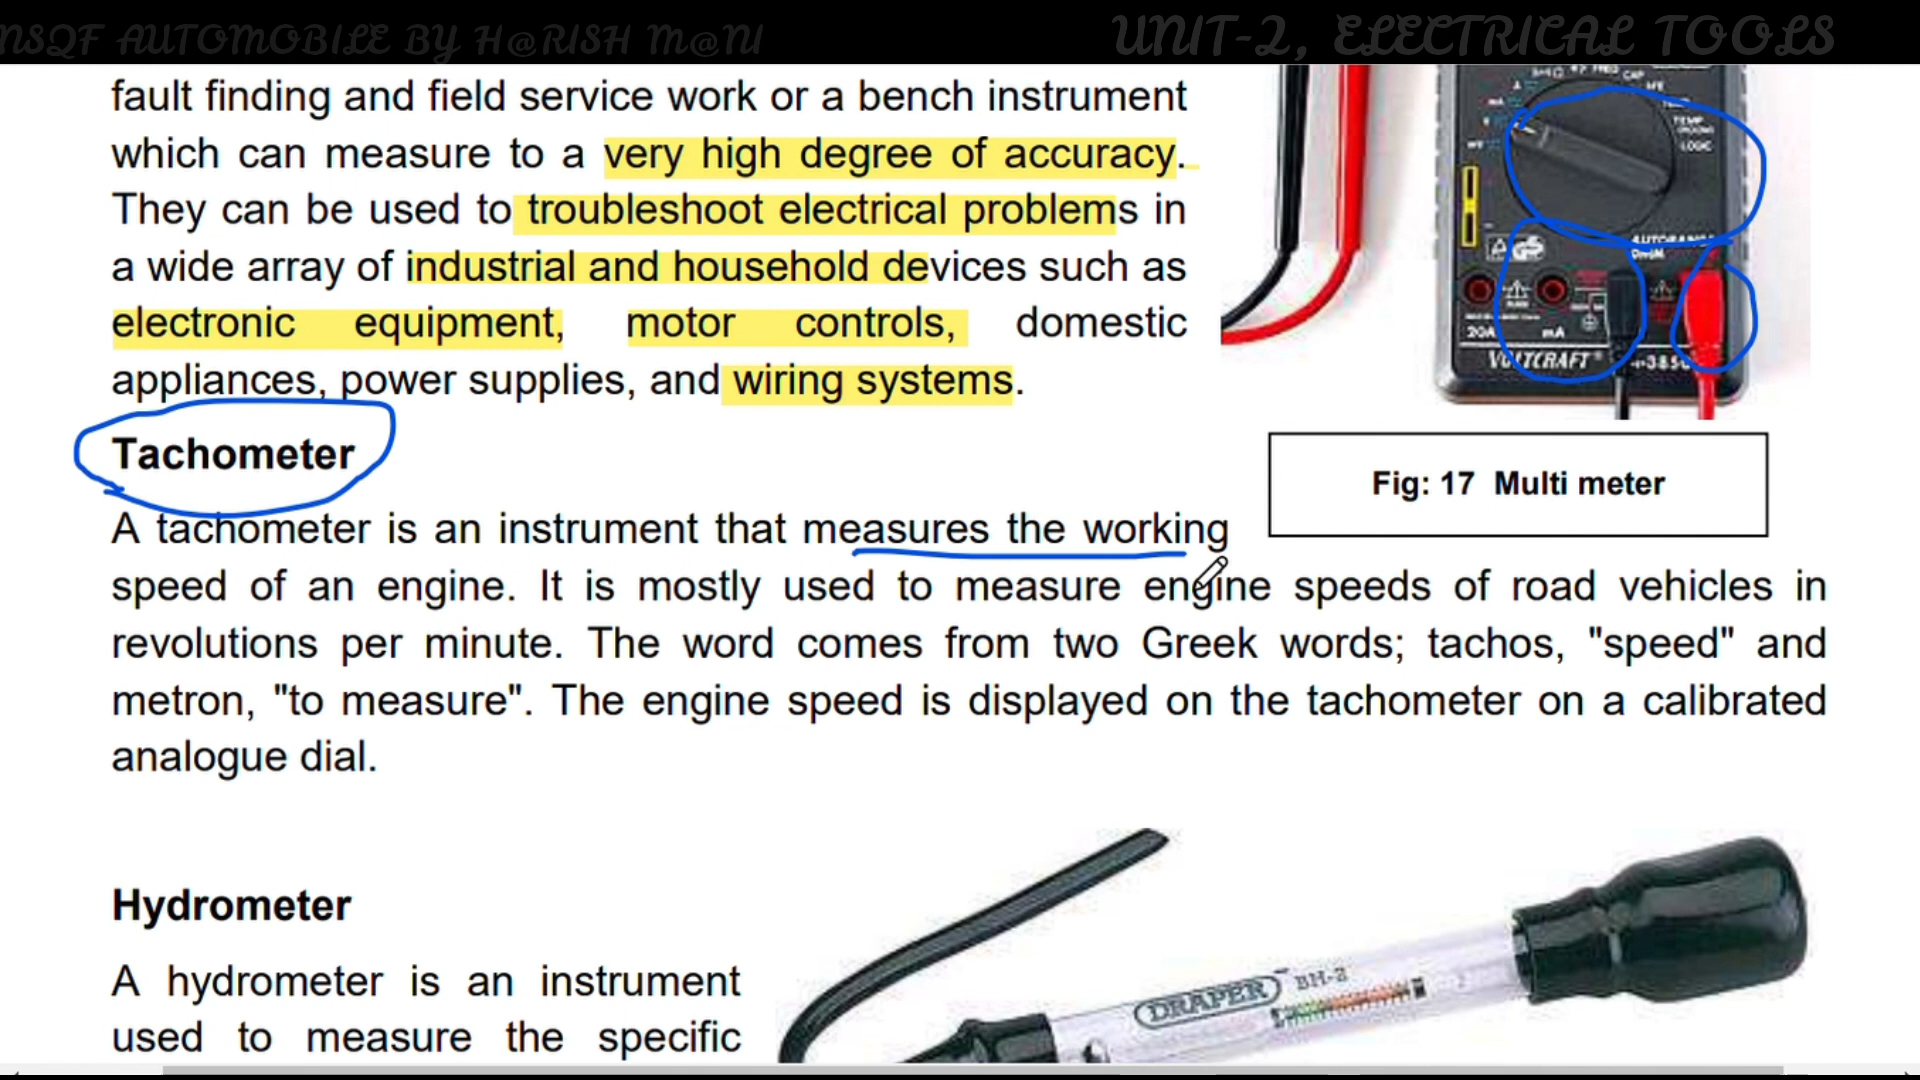 NSQF AUTOMOBILE BY H@RISH M@NI
UNIT-2, ELECTRICAL TOOLS
fault finding and field service work or a bench instrument
which can measure to a very high degree of accuracy.
They can be used to troubleshoot electrical problems in
a wide array of industrial and household devices such as
electronic equipment, motor controls, domestic
appliances, power supplies, and wiring systems.
CAP
hFE
TEMP
LOGIC
20A
mA
VOLTCRAFT
Fig: 17 Multi meter
Tachometer
A tachometer is an instrument that measures the working
speed of an engine. It is mostly used to measure engine speeds of road vehicles in
revolutions per minute. The word comes from two Greek words; tachos, "speed" and
metron, "to measure". The engine speed is displayed on the tachometer on a calibrated
analogue dial.
Hydrometer
A hydrometer is an instrument
used to measure the specific
DRAPER BH-2